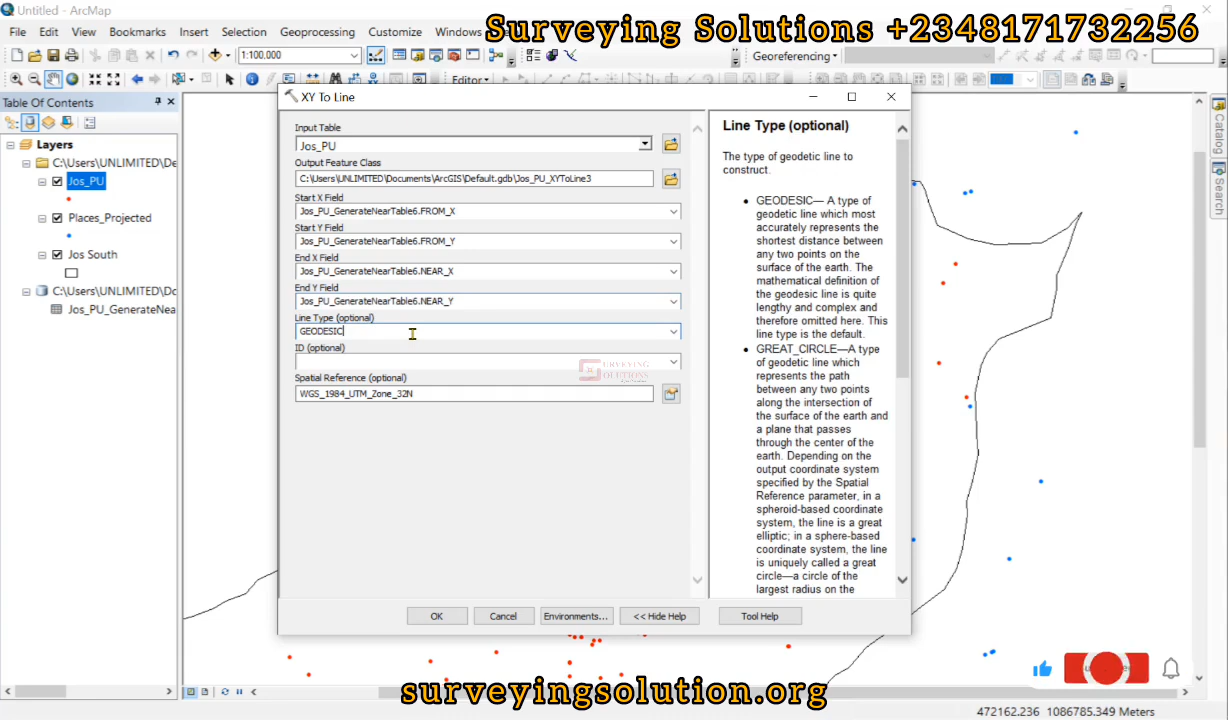 Untitled - ArcMap
Surveying Solutions +2348171732256
File Edit View Bookmarks Insert Selection Geoprocessing Customize Windows
1:100,000
Georeferencing
Editor
Table Of Contents
XY To Line
Layers
C:\Users\UNLIMITED\De
Jos_PU
Places_Projected
Jos South
C:\Users\UNLIMITED\Do
Jos_PU_GenerateNea
Input Table
Jos_PU
Output Feature Class
C:\Users\UNLIMITED\Documents\ArcGIS\Default.gdb\Jos_PU_XYToLine3
Start X Field
Jos_PU_GenerateNearTable6.FROM_X
Start Y Field
Jos_PU_GenerateNearTable6.FROM_Y
End X Field
Jos_PU_GenerateNearTable6.NEAR_X
End Y Field
Jos_PU_GenerateNearTable6.NEAR_Y
Line Type (optional)
GEODESIC
ID (optional)
SURVEYING
SOLUTIONS
Spatial Reference (optional)
WGS_1984_UTM_Zone_32N
OK
Cancel
Environments...
<< Hide Help
Tool Help
Line Type (optional)
The type of geodetic line to
construct.
• GEODESIC— A type of
geodetic line which most
accurately represents the
shortest distance between
any two points on the
surface of the earth. The
mathematical definition of
the geodesic line is quite
lengthy and complex and
therefore omitted here. This
line type is the default.
• GREAT_CIRCLE—A type
of geodetic line which
represents the path
between any two points
along the intersection of
the surface of the earth and
a plane that passes
through the center of the
earth. Depending on the
output coordinate system
specified by the Spatial
Reference parameter, in a
spheroid-based coordinate
system, the line is a great
elliptic; in a sphere-based
coordinate system, the line
is uniquely called a great
circle—a circle of the
largest radius on the
Catalog
Search
surveyingsolution.org
472162.236 1086785.349 Meters